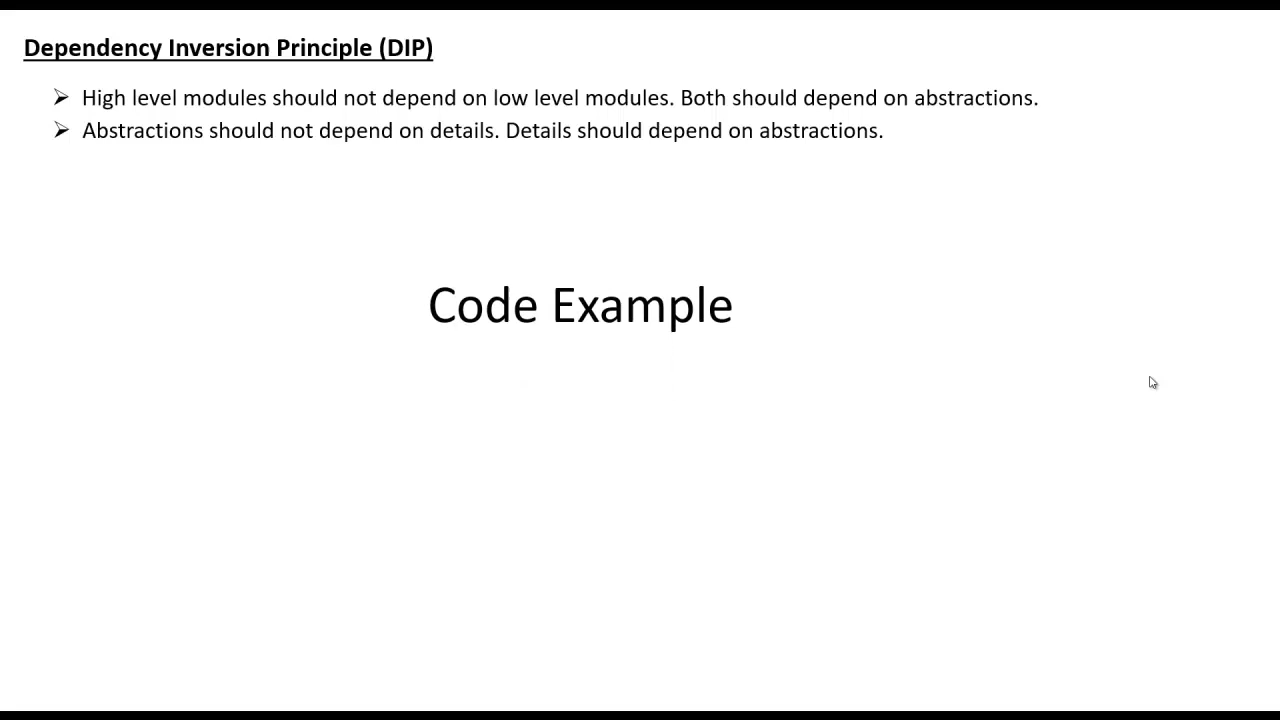 Dependency Inversion Principle (DIP)
High level modules should not depend on low level modules. Both should depend on abstractions.
Abstractions should not depend on details. Details should depend on abstractions.
Code Example